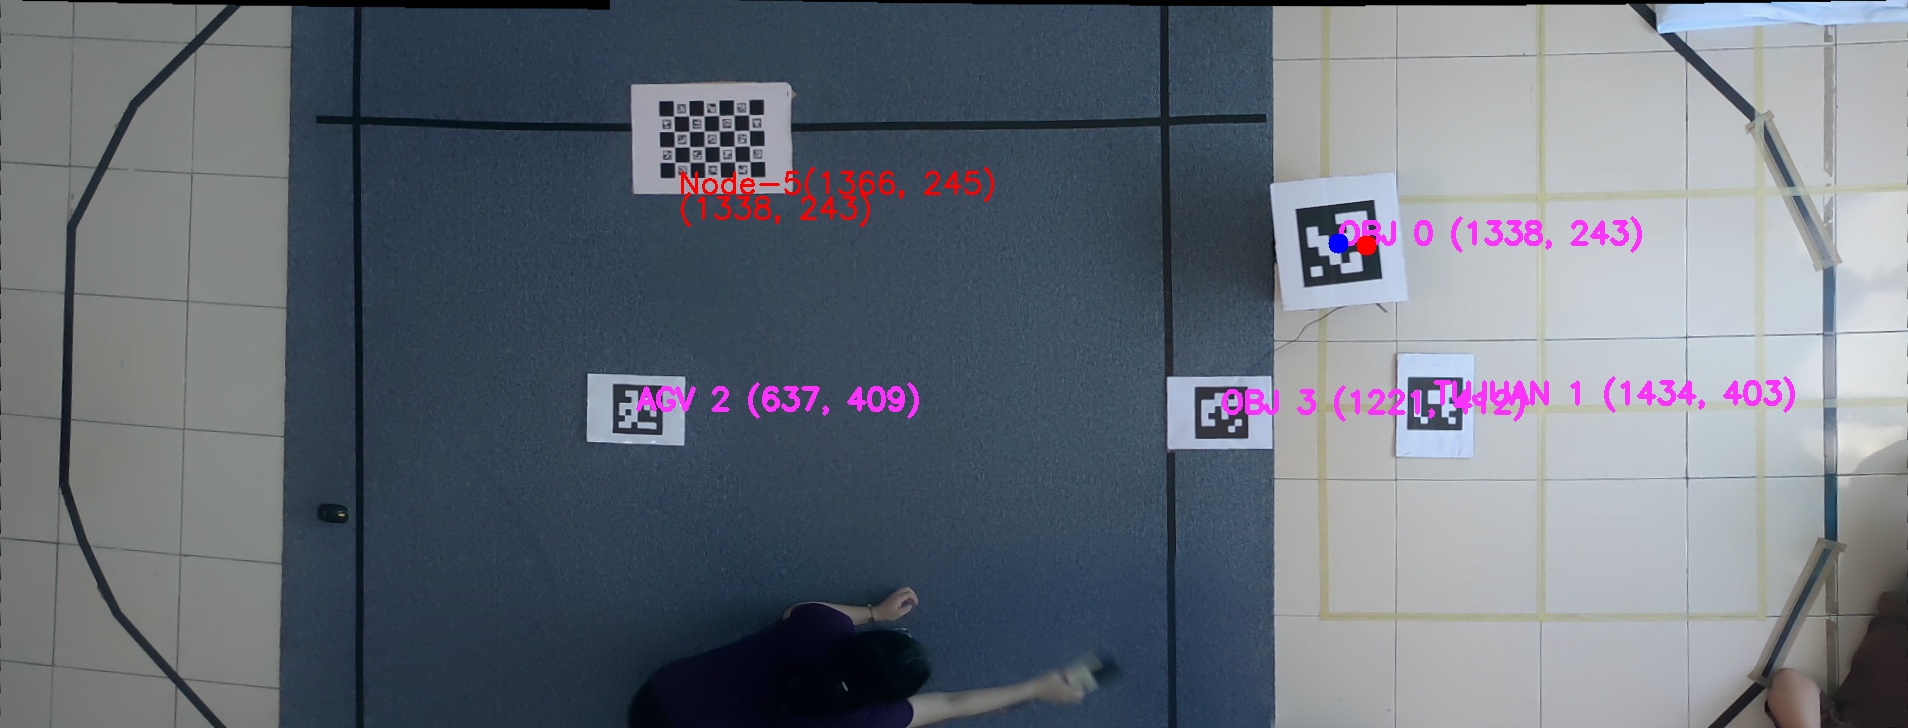 Node-5(1366, 245)
(1338, 243)
OBJ 0 (1338, 243)
AGV 2 (637, 409)
OBJ 3 (1221, 412)
TUJUAN 1 (1434, 403)